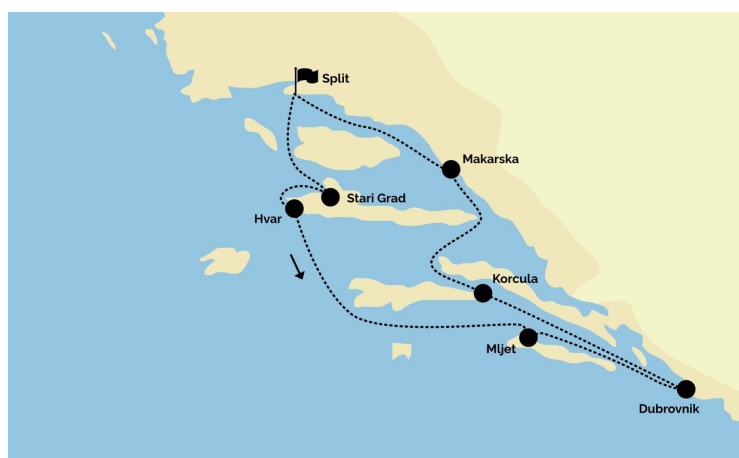 Split
Makarska
Stari Grad
Hvar
Korcula
Mljet
Dubrovnik